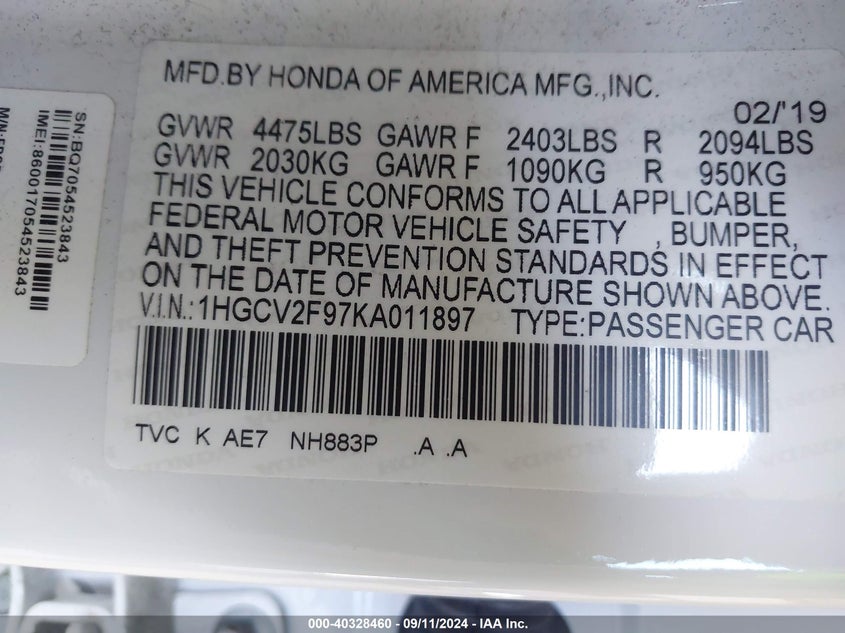 MFD.BY HONDA OF AMERICA MFG.,INC.
02/'19
GVWR 4475LBS GAWR F 2403LBS R 2094LBS
GVWR 2030KG GAWR F 1090KG R 950KG
THIS VEHICLE CONFORMS TO ALL APPLICABLE
FEDERAL MOTOR VEHICLE SAFETY , BUMPER,
AND THEFT PREVENTION STANDARDS IN EFFECT
ON THE DATE OF MANUFACTURE SHOWN ABOVE.
V.I.N.:1HGCV2F97KA011897 TYPE:PASSENGER CAR
TVC K AE7 NH883P .A .A
SN:BQ7054523843
IMEI:860017054523843
000-40328460 - 09/11/2024 - IAA Inc.